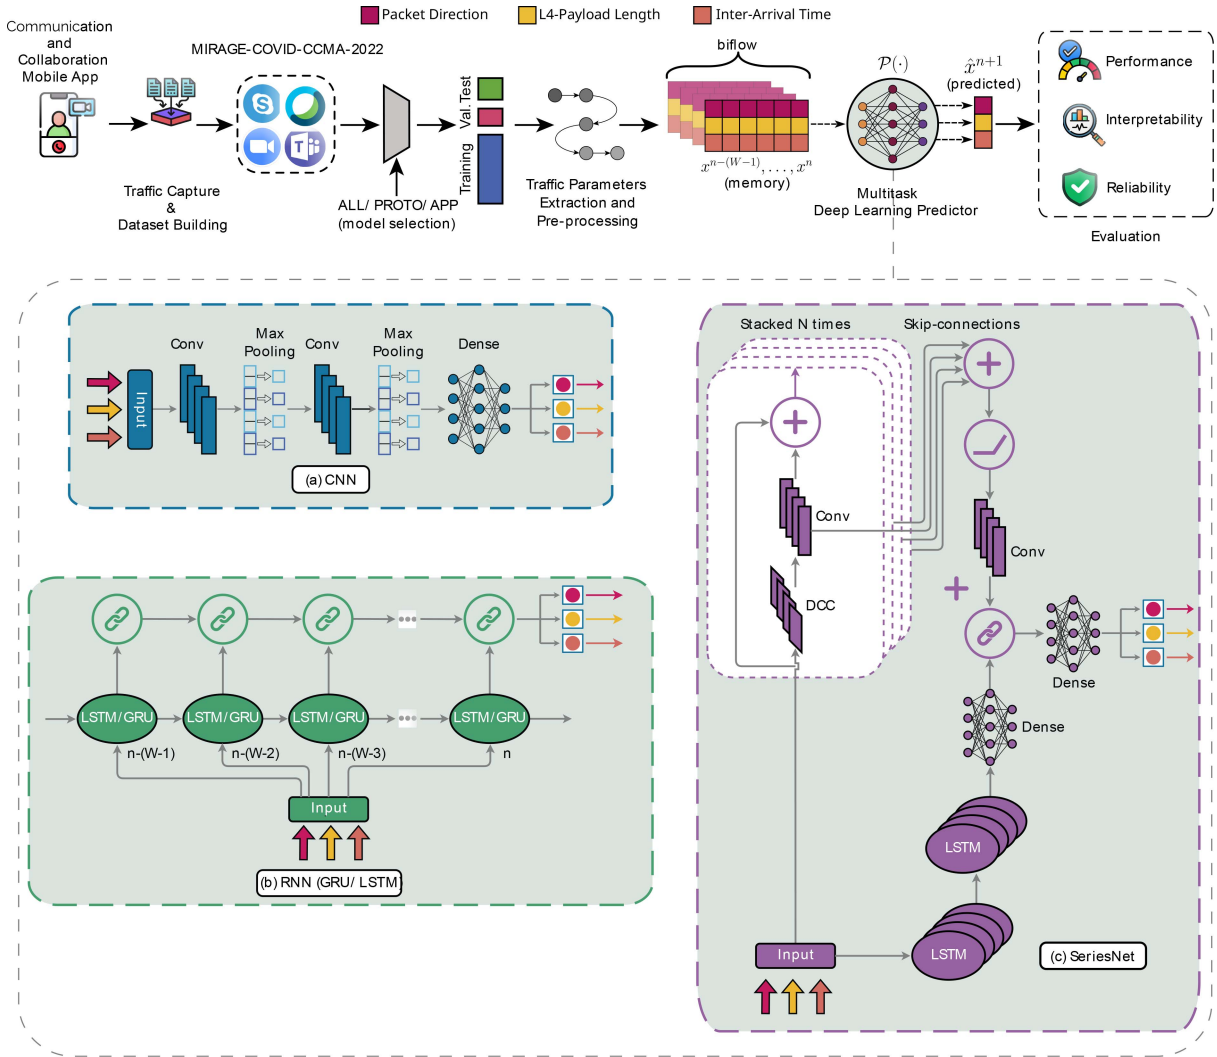 Packet Direction
L4-Payload Length
Inter-Arrival Time
Communication
and
Collaboration
Mobile App
MIRAGE-COVID-CCMA-2022
Traffic Capture
&
Dataset Building
ALL/ PROTO/ APP
(model selection)
Training
Val.
Test
Traffic Parameters
Extraction and
Pre-processing
biflow
x^{n-(W-1)}, . . . , x^n
(memory)
P(·)
Multitask
Deep Learning Predictor
x̂^{n+1}
(predicted)
Performance
Interpretability
Reliability
Evaluation
Input
Conv
Max
Pooling
Conv
Max
Pooling
Dense
(a) CNN
LSTM/GRU
LSTM/GRU
LSTM/GRU
LSTM/GRU
n-(W-1)
n-(W-2)
n-(W-3)
n
Input
(b) RNN (GRU/ LSTM)
Stacked N times
Skip-connections
Conv
DCC
Conv
Dense
Dense
LSTM
LSTM
Input
(c) SeriesNet